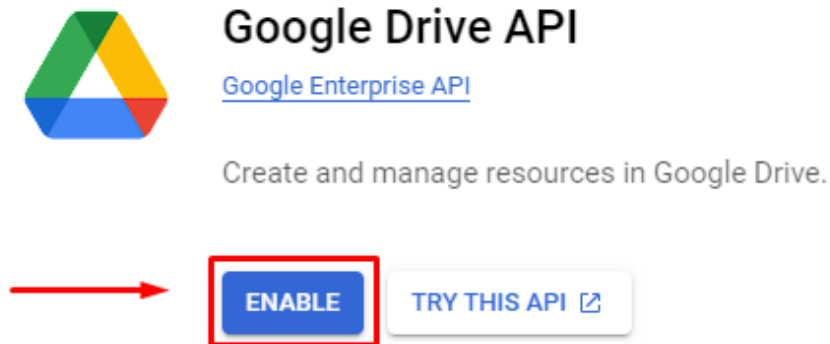 Google Drive API
Google Enterprise API
Create and manage resources in Google Drive.
ENABLE TRY THIS API